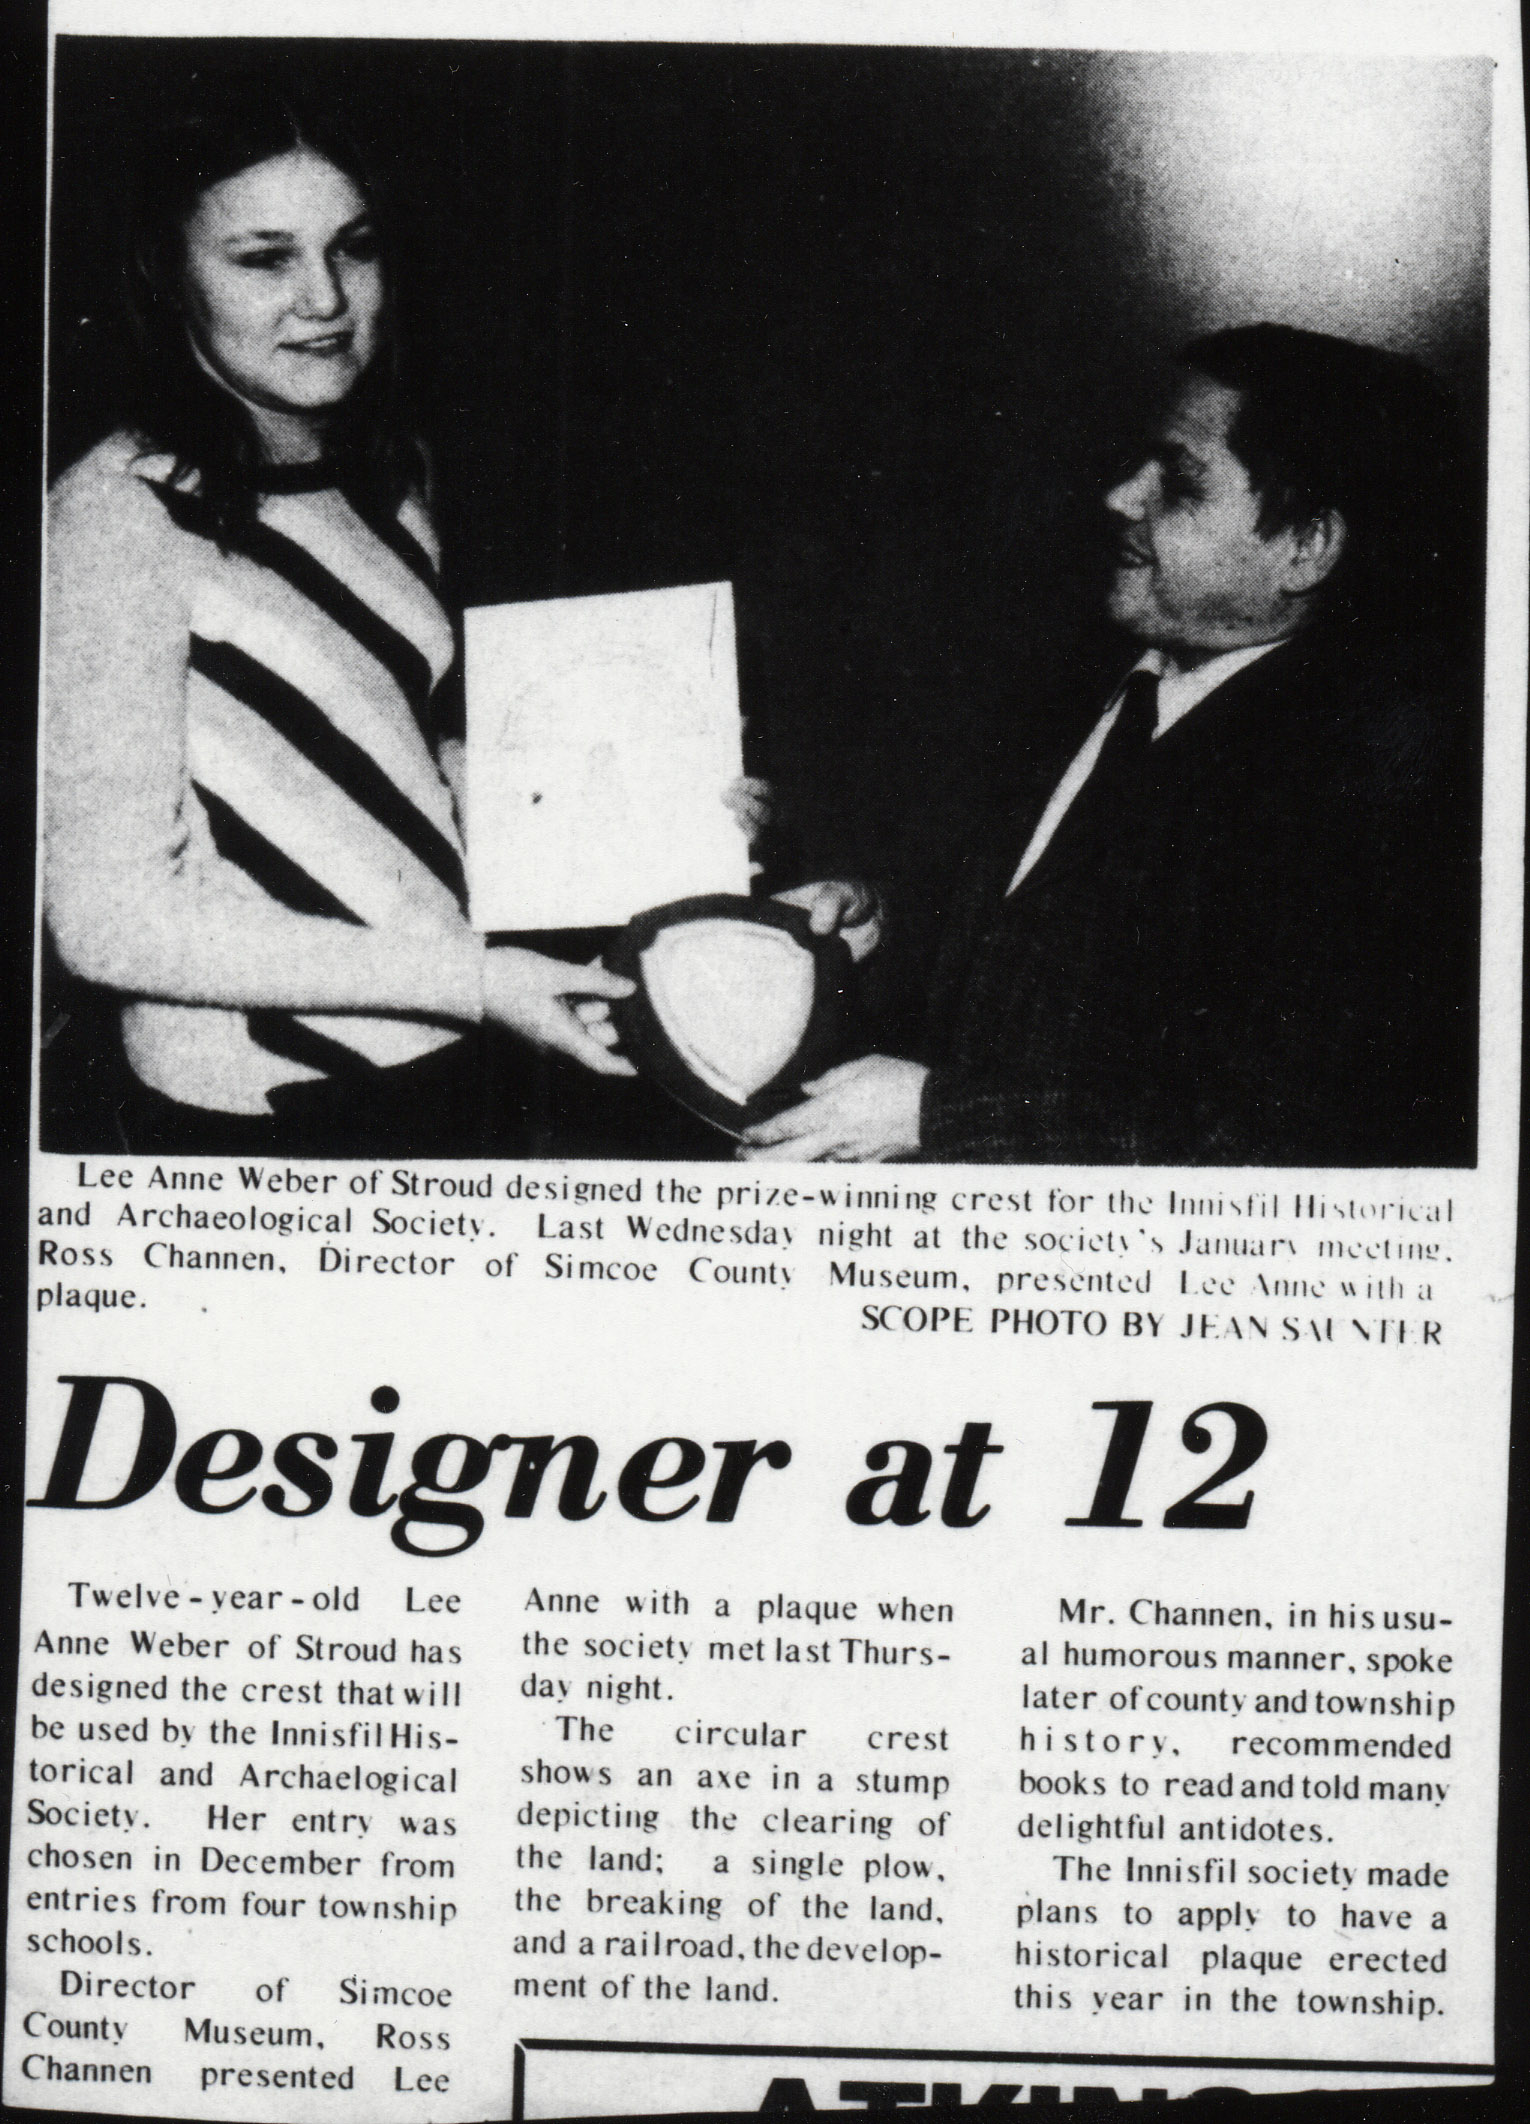 Lee Anne Weber of Stroud designed the prize-winning crest for the Innisfil Historical
and Archaeological Society. Last Wednesday night at the society's January meeting,
Ross Channen, Director of Simcoe County Museum, presented Lee Anne with a
plaque.
SCOPE PHOTO BY JEAN SAUNTER
Designer at 12
Twelve-year-old Lee
Anne Weber of Stroud has
designed the crest that will
be used by the Innisfil His-
torical and Archaelogical
Society. Her entry was
chosen in December from
entries from four township
schools.
Director of Simcoe
County Museum, Ross
Channen presented Lee
Anne with a plaque when
the society met last Thurs-
day night.
The circular crest
shows an axe in a stump
depicting the clearing of
the land; a single plow,
the breaking of the land,
and a railroad, the develop-
ment of the land.
Mr. Channen, in his usu-
al humorous manner, spoke
later of county and township
history, recommended
books to read and told many
delightful antidotes.
The Innisfil society made
plans to apply to have a
historical plaque erected
this year in the township.